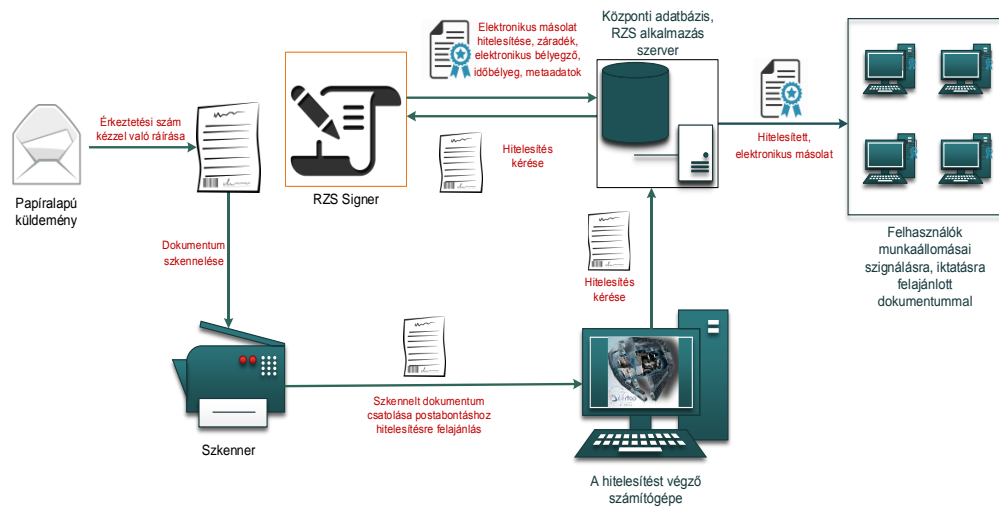 Elektronikus másolat
hitelesítése, záradék,
elektronikus bélyegző,
időbélyeg, metaadatok
Központi adatbázis,
RZS alkalmazás
szerver
Érkeztetési szám
kézzel való ráírása
Papíralapú
küldemény
RZS Signer
Hitelesítés
kérése
Hitelesített,
elektronikus másolat
Felhasználók
munkaállomásai
szignálásra, iktatásra
felajánlott
dokumentummal
Dokumentum
szkennelése
Hitelesítés
kérése
Szkennelt dokumentum
csatolása postabontáshoz
hitelesítésre felajánlás
Szkenner
A hitelesítést végző
számítógépe